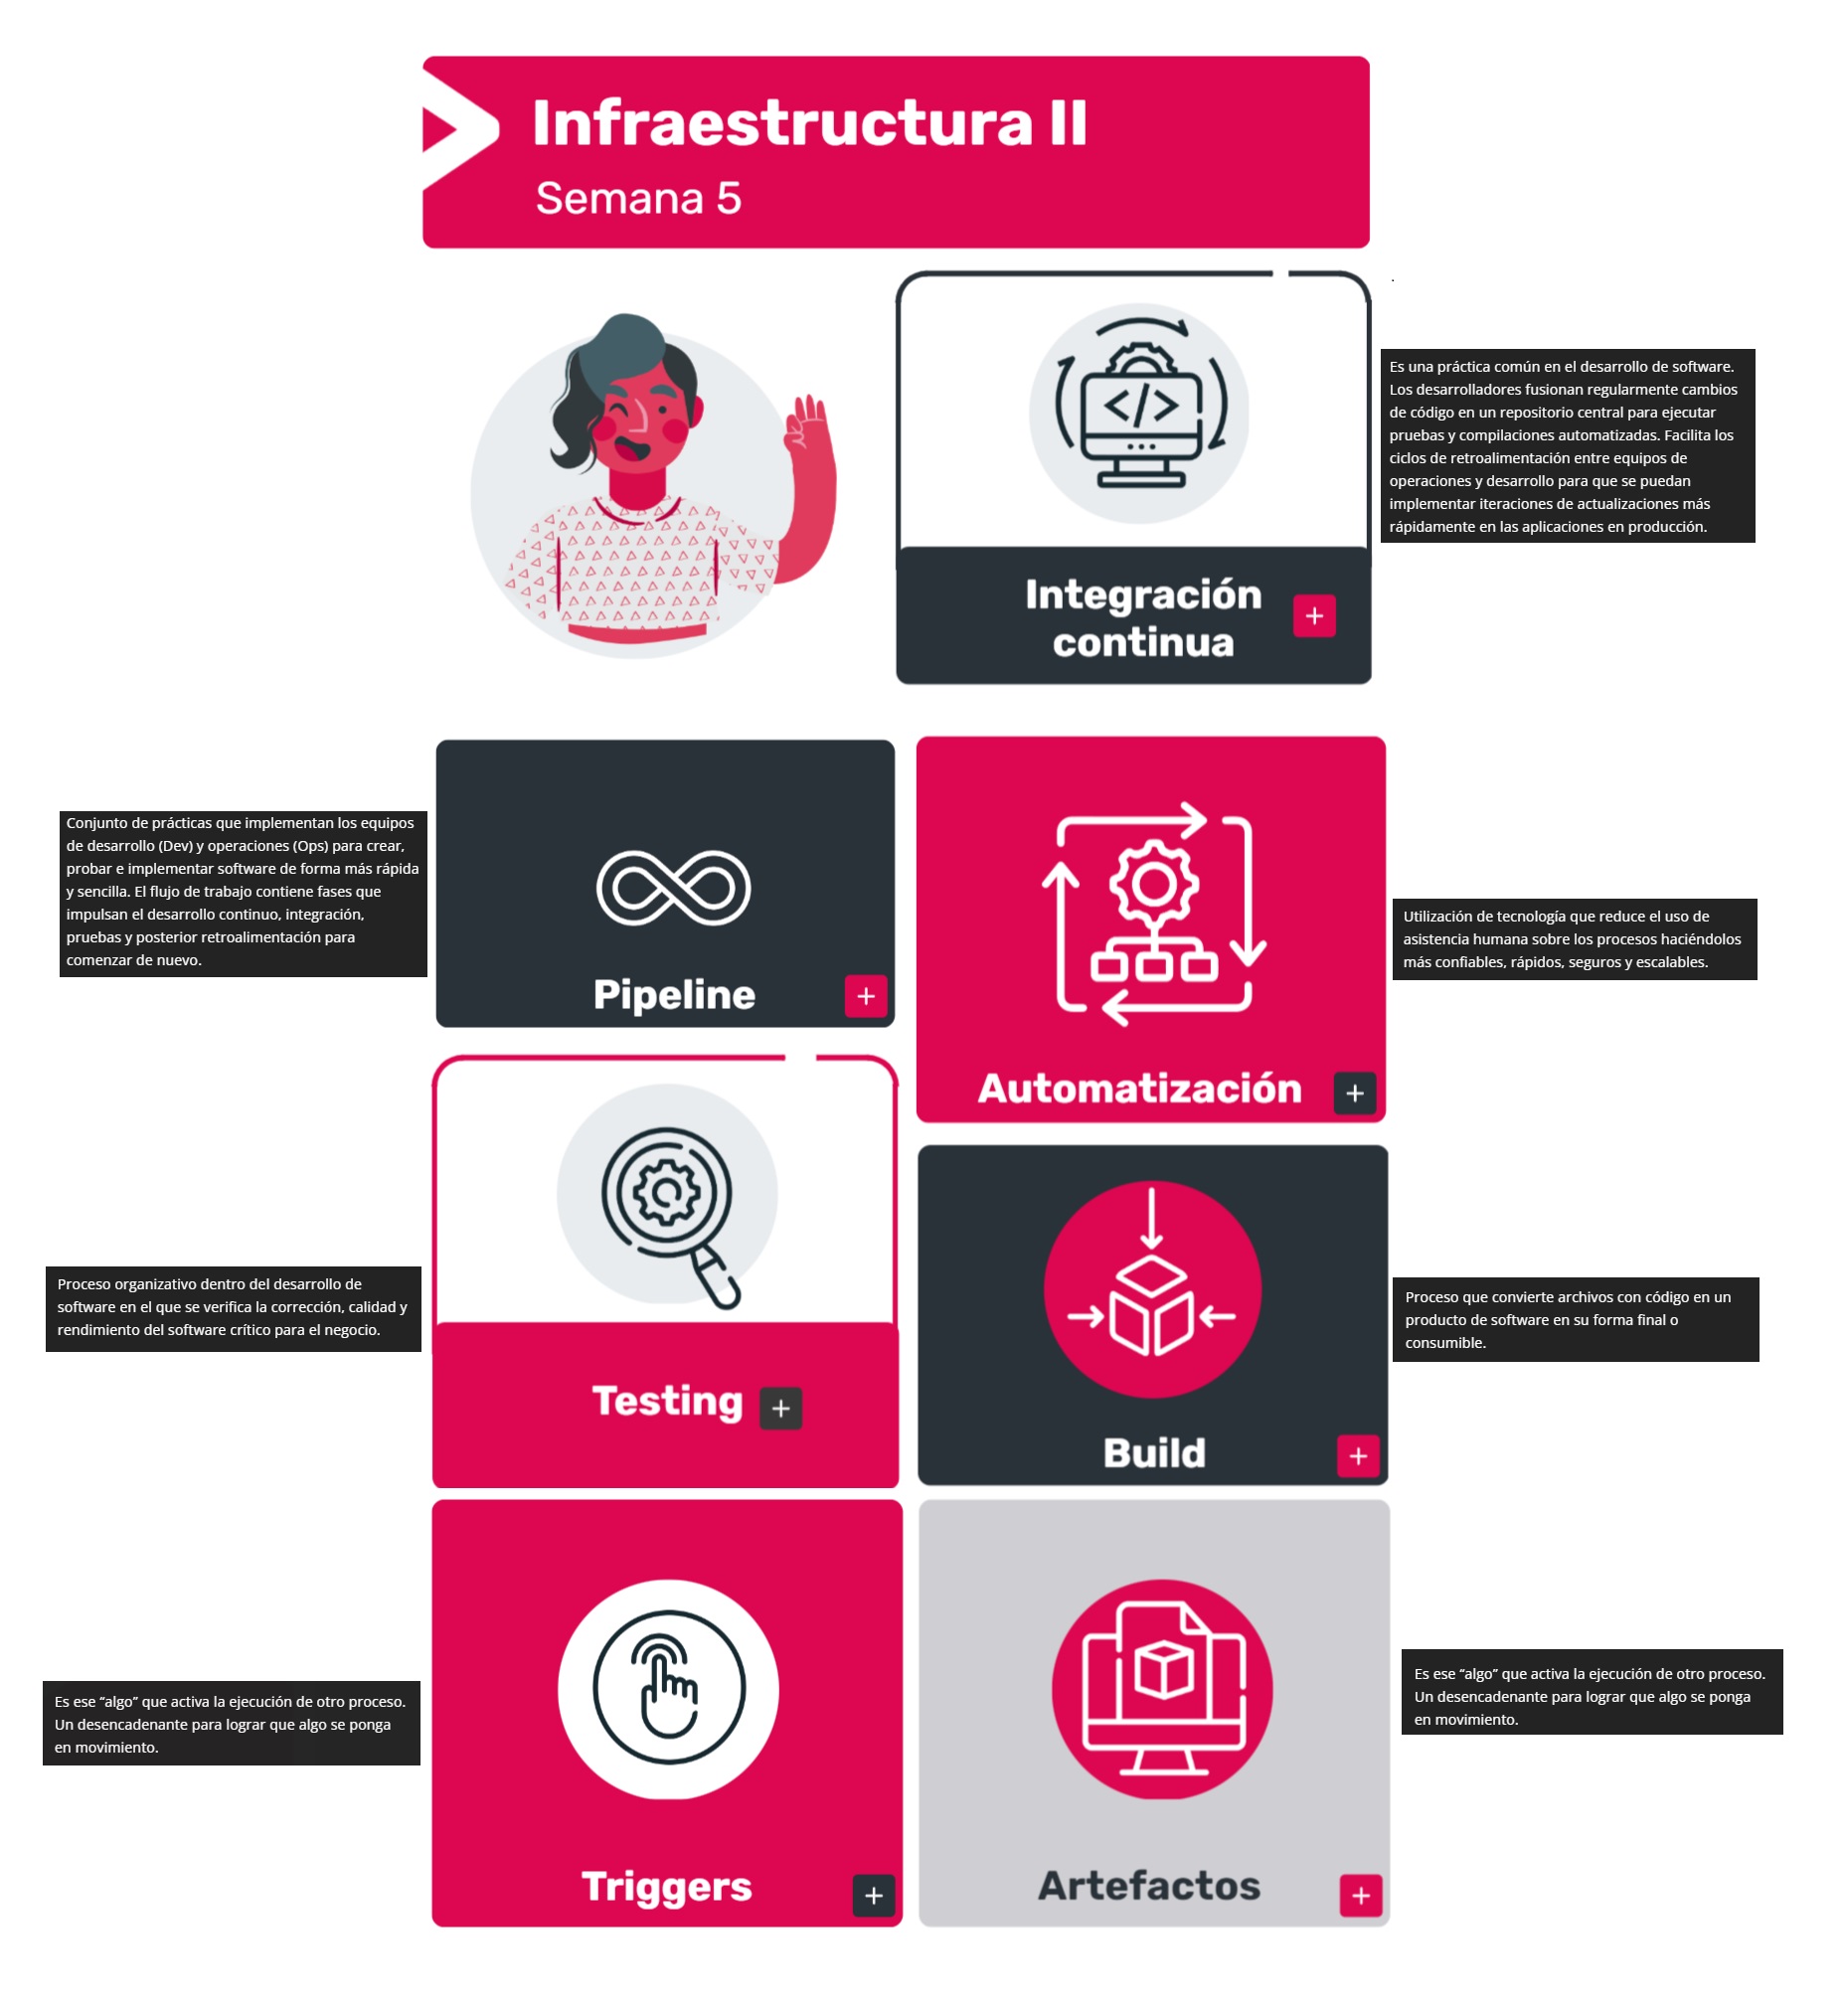 Infraestructura II
Semana 5
Es una práctica común en el desarrollo de software.
Los desarrolladores fusionan regularmente cambios
de código en un repositorio central para ejecutar
pruebas y compilaciones automatizadas. Facilita los
ciclos de retroalimentación entre equipos de
operaciones y desarrollo para que se puedan
implementar iteraciones de actualizaciones más
rápidamente en las aplicaciones en producción.
Integración
continua
+
Conjunto de prácticas que implementan los equipos
de desarrollo (Dev) y operaciones (Ops) para crear,
probar e implementar software de forma más rápida
y sencilla. El flujo de trabajo contiene fases que
impulsan el desarrollo continuo, integración,
pruebas y posterior retroalimentación para
comenzar de nuevo.
Pipeline
+
Utilización de tecnología que reduce el uso de
asistencia humana sobre los procesos haciéndolos
más confiables, rápidos, seguros y escalables.
Automatización
+
Proceso organizativo dentro del desarrollo de
software en el que se verifica la corrección, calidad y
rendimiento del software crítico para el negocio.
Testing
+
Proceso que convierte archivos con código en un
producto de software en su forma final o
consumible.
Build
+
Es ese “algo” que activa la ejecución de otro proceso.
Un desencadenante para lograr que algo se ponga
en movimiento.
Triggers
+
Es ese “algo” que activa la ejecución de otro proceso.
Un desencadenante para lograr que algo se ponga
en movimiento.
Artefactos
+